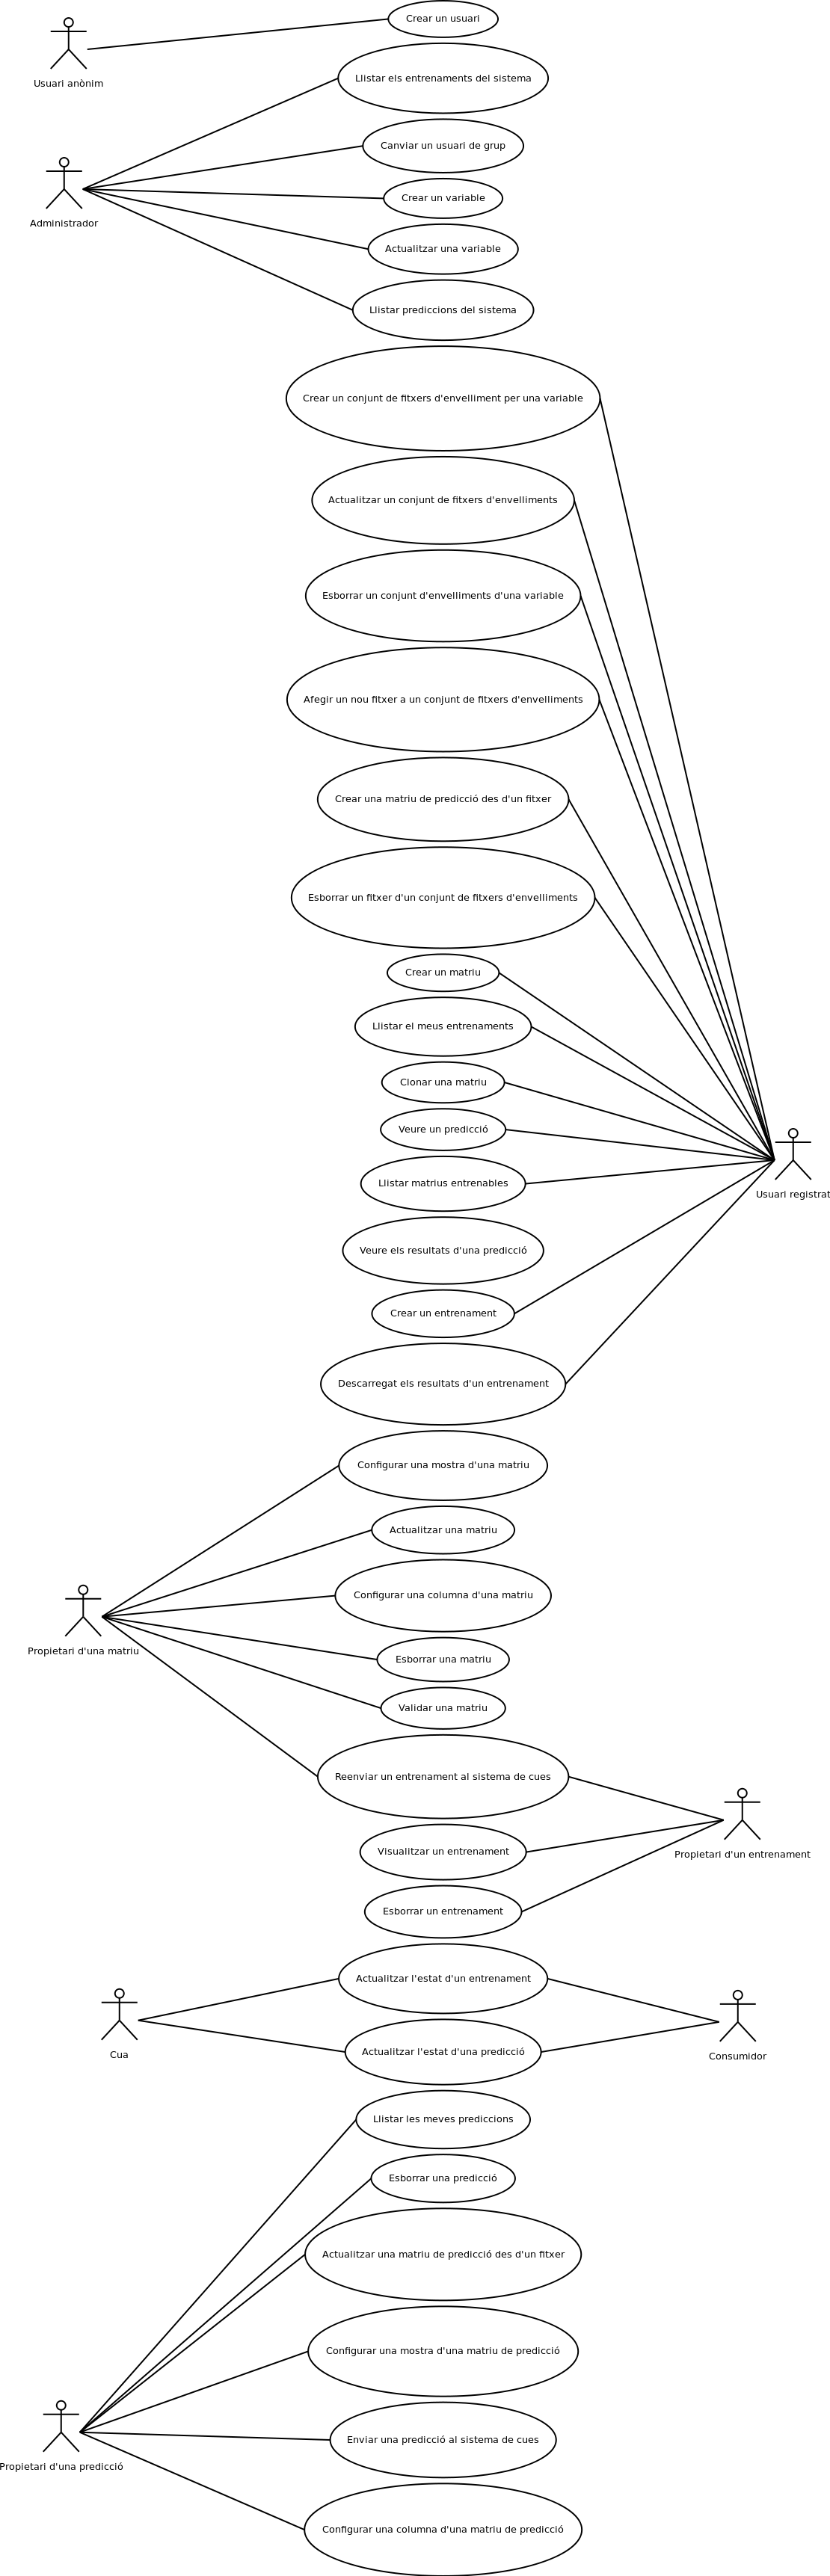 Crear un usuari
Usuari anònim
Llistar els entrenaments del sistema
Canviar un usuari de grup
Crear un variable
Administrador
Actualitzar una variable
Llistar prediccions del sistema
Crear un conjunt de fitxers d'envelliment per una variable
Actualitzar un conjunt de fitxers d'envelliments
Esborrar un conjunt d'envelliments d'una variable
Afegir un nou fitxer a un conjunt de fitxers d'envelliments
Crear una matriu de predicció des d'un fitxer
Esborrar un fitxer d'un conjunt de fitxers d'envelliments
Crear un matriu
Llistar el meus entrenaments
Clonar una matriu
Veure un predicció
Llistar matrius entrenables
Usuari registrat
Veure els resultats d'una predicció
Crear un entrenament
Descarregat els resultats d'un entrenament
Configurar una mostra d'una matriu
Actualitzar una matriu
Configurar una columna d'una matriu
Propietari d'una matriu
Esborrar una matriu
Validar una matriu
Reenviar un entrenament al sistema de cues
Visualitzar un entrenament
Propietari d'un entrenament
Esborrar un entrenament
Actualitzar l'estat d'un entrenament
Actualitzar l'estat d'una predicció
Cua
Consumidor
Llistar les meves prediccions
Esborrar una predicció
Actualitzar una matriu de predicció des d'un fitxer
Configurar una mostra d'una matriu de predicció
Enviar una predicció al sistema de cues
Propietari d'una predicció
Configurar una columna d'una matriu de predicció